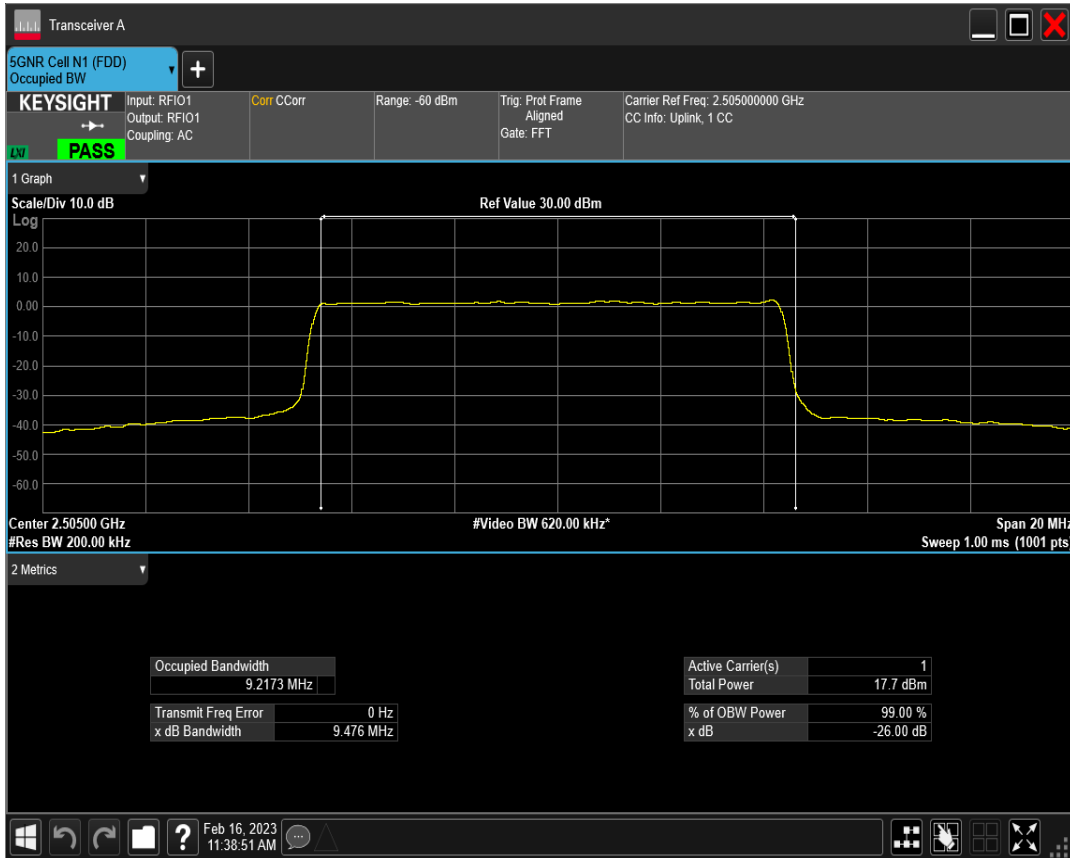 Transceiver A
5GNR Cell N1 (FDD)
Occupied BW
+
KEYSIGHT
LXI
PASS
Input: RFIO1
Output: RFIO1
Coupling: AC
Corr CCorr
Range: -60 dBm
Trig: Prot Frame
Aligned
Gate: FFT
Carrier Ref Freq: 2.505000000 GHz
CC Info: Uplink, 1 CC
1 Graph
Scale/Div 10.0 dB
Ref Value 30.00 dBm
Log
20.0
10.0
0.00
-10.0
-20.0
-30.0
-40.0
-50.0
-60.0
Center 2.50500 GHz
#Video BW 620.00 kHz*
Span 20 MHz
#Res BW 200.00 kHz
Sweep 1.00 ms (1001 pts)
2 Metrics
Occupied Bandwidth
9.2173 MHz
Transmit Freq Error 0 Hz
x dB Bandwidth 9.476 MHz
Active Carrier(s) 1
Total Power 17.7 dBm
% of OBW Power 99.00 %
x dB -26.00 dB
?
Feb 16, 2023
11:38:51 AM